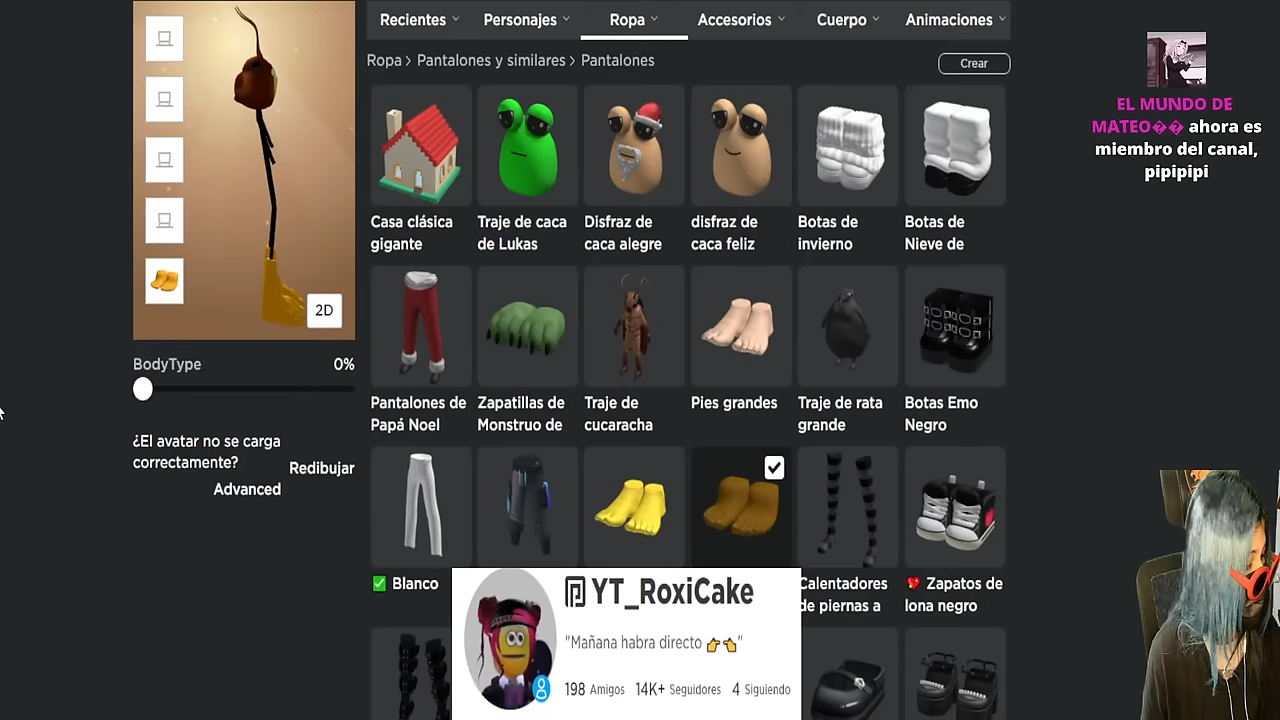 Recientes
Personajes
Ropa
Accesorios
Cuerpo
Animaciones
Ropa > Pantalones y similares > Pantalones
Crear
2D
BodyType
0%
¿El avatar no se carga
correctamente?
Redibujar
Advanced
Casa clásica
gigante
Traje de caca
de Lukas
Disfraz de
caca alegre
disfraz de
caca feliz
Botas de
invierno
Botas de
Nieve de
Pantalones de
Papá Noel
Zapatillas de
Monstruo de
Traje de
cucaracha
Pies grandes
Traje de rata
grande
Botas Emo
Negro
✅ Blanco
Calentadores
de piernas a
💖 Zapatos de
lona negro
YT_RoxiCake
"Mañana habra directo 👉👈"
198 Amigos
14K+ Seguidores
4 Siguiendo
EL MUNDO DE
MATEO�� ahora es
miembro del canal,
pipipipi